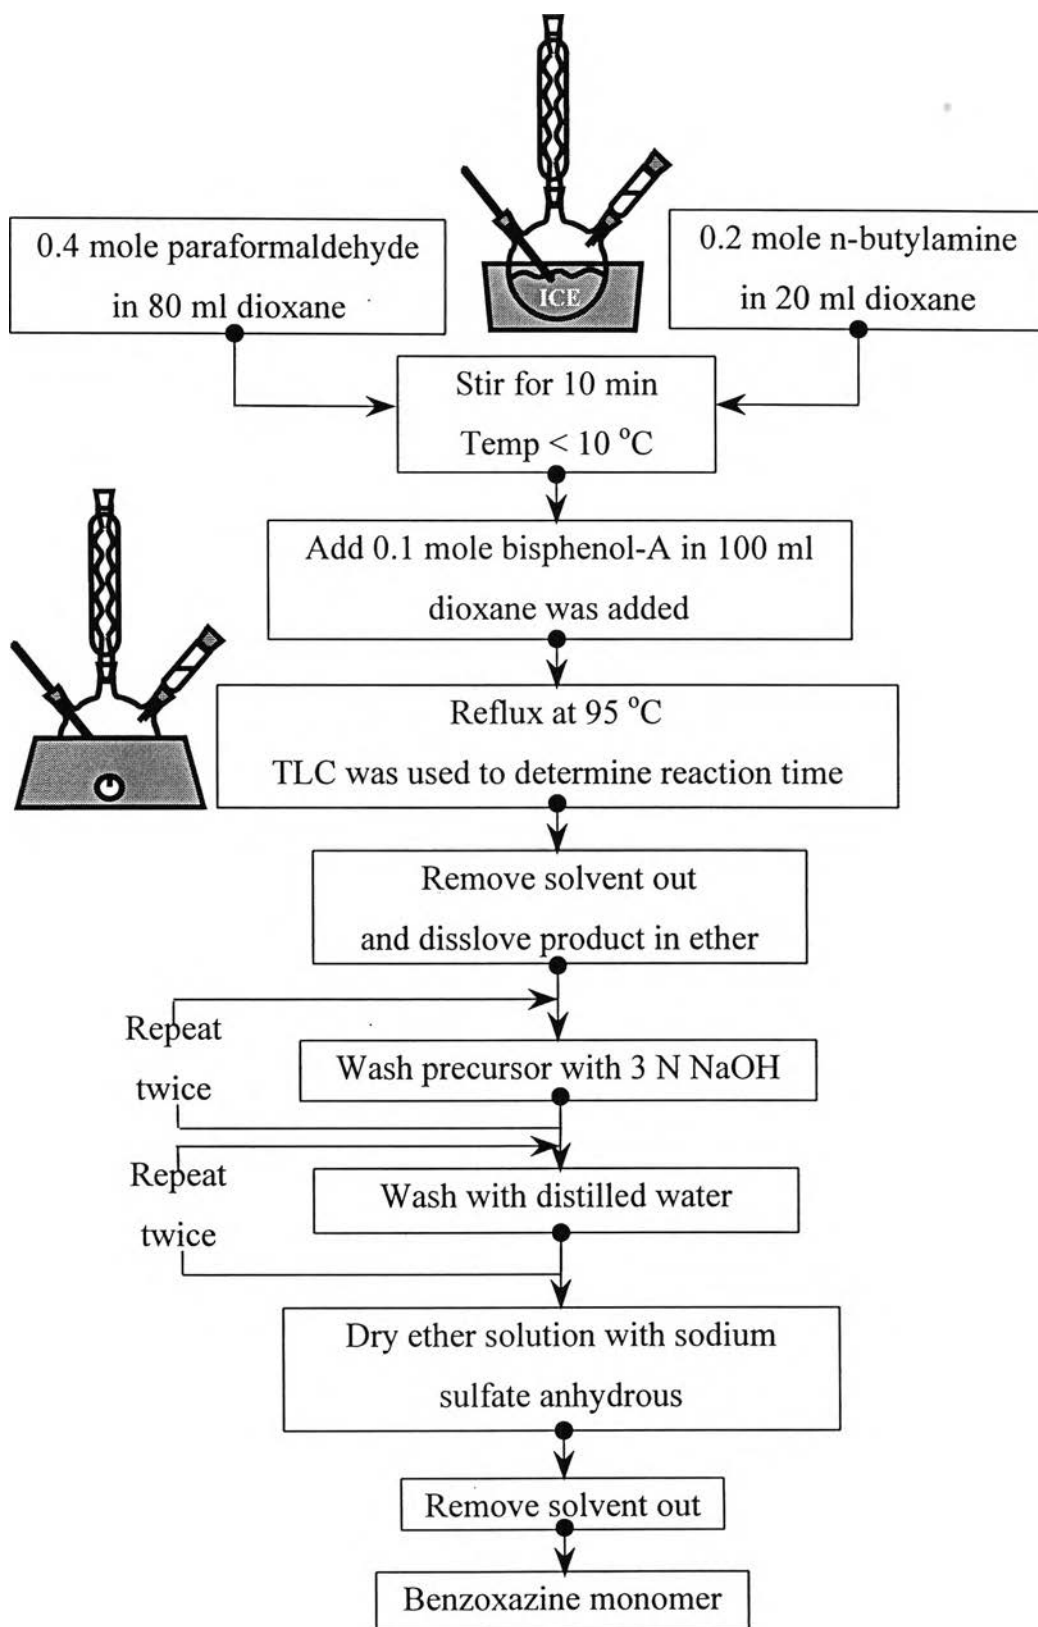 0.4 mole paraformaldehyde
in 80 ml dioxane
ICE
0.2 mole n-butylamine
in 20 ml dioxane
Stir for 10 min
Temp < 10 °C
Add 0.1 mole bisphenol-A in 100 ml
dioxane was added
Reflux at 95 °C
TLC was used to determine reaction time
Remove solvent out
and disslove product in ether
Repeat
twice
Wash precursor with 3 N NaOH
Repeat
twice
Wash with distilled water
Dry ether solution with sodium
sulfate anhydrous
Remove solvent out
Benzoxazine monomer